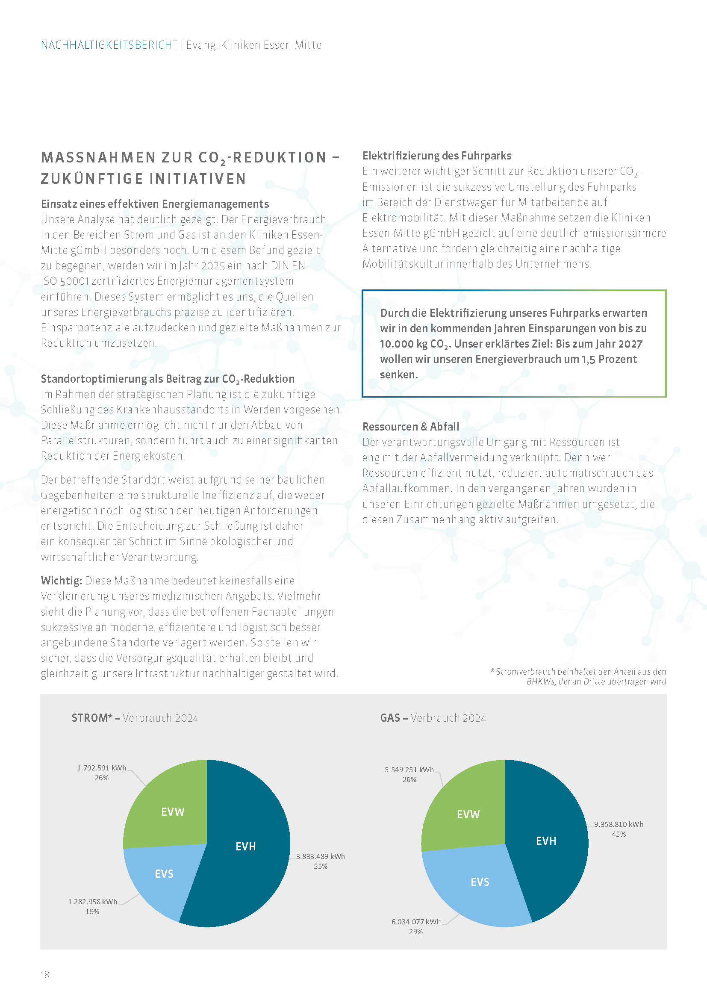 NACHHALTIGKEITSBERICHT I Evang. Kliniken Essen-Mitte
MASSNAHMEN ZUR CO₂-REDUKTION –
ZUKÜNFTIGE INITIATIVEN
Einsatz eines effektiven Energiemanagements
Unsere Analyse hat deutlich gezeigt: Der Energieverbrauch
in den Bereichen Strom und Gas ist an den Kliniken Essen-
Mitte gGmbH besonders hoch. Um diesem Befund gezielt
zu begegnen, werden wir im Jahr 2025 ein nach DIN EN
ISO 50001 zertifiziertes Energiemanagementsystem
einführen. Dieses System ermöglicht es uns, die Quellen
unseres Energieverbrauchs präzise zu identifizieren,
Einsparpotenziale aufzudecken und gezielte Maßnahmen zur
Reduktion umzusetzen.
Standortoptimierung als Beitrag zur CO₂-Reduktion
Im Rahmen der strategischen Planung ist die zukünftige
Schließung des Krankenhausstandorts in Werden vorgesehen.
Diese Maßnahme ermöglicht nicht nur den Abbau von
Parallelstrukturen, sondern führt auch zu einer signifikanten
Reduktion der Energiekosten.
Der betreffende Standort weist aufgrund seiner baulichen
Gegebenheiten eine strukturelle Ineffizienz auf, die weder
energetisch noch logistisch den heutigen Anforderungen
entspricht. Die Entscheidung zur Schließung ist daher
ein konsequenter Schritt im Sinne ökologischer und
wirtschaftlicher Verantwortung.
Wichtig: Diese Maßnahme bedeutet keinesfalls eine
Verkleinerung unseres medizinischen Angebots. Vielmehr
sieht die Planung vor, dass die betroffenen Fachabteilungen
sukzessive an moderne, effizientere und logistisch besser
angebundene Standorte verlagert werden. So stellen wir
sicher, dass die Versorgungsqualität erhalten bleibt und
gleichzeitig unsere Infrastruktur nachhaltiger gestaltet wird.
Elektrifizierung des Fuhrparks
Ein weiterer wichtiger Schritt zur Reduktion unserer CO₂-
Emissionen ist die sukzessive Umstellung des Fuhrparks
im Bereich der Dienstwagen für Mitarbeitende auf
Elektromobilität. Mit dieser Maßnahme setzen die Kliniken
Essen-Mitte gGmbH gezielt auf eine deutlich emissionsärmere
Alternative und fördern gleichzeitig eine nachhaltige
Mobilitätskultur innerhalb des Unternehmens.
Durch die Elektrifizierung unseres Fuhrparks erwarten
wir in den kommenden Jahren Einsparungen von bis zu
10.000 kg CO₂. Unser erklärtes Ziel: Bis zum Jahr 2027
wollen wir unseren Energieverbrauch um 1,5 Prozent
senken.
Ressourcen & Abfall
Der verantwortungsvolle Umgang mit Ressourcen ist
eng mit der Abfallvermeidung verknüpft. Denn wer
Ressourcen effizient nutzt, reduziert automatisch auch das
Abfallaufkommen. In den vergangenen Jahren wurden in
unseren Einrichtungen gezielte Maßnahmen umgesetzt, die
diesen Zusammenhang aktiv aufgreifen.
* Stromverbrauch beinhaltet den Anteil aus den
BHKWs, der an Dritte übertragen wird
STROM* – Verbrauch 2024
1.792.591 kWh
26%
EVW
EVH
3.833.489 kWh
55%
EVS
1.282.958 kWh
19%
GAS – Verbrauch 2024
5.549.251 kWh
26%
EVW
9.358.810 kWh
45%
EVH
EVS
6.034.077 kWh
29%
18